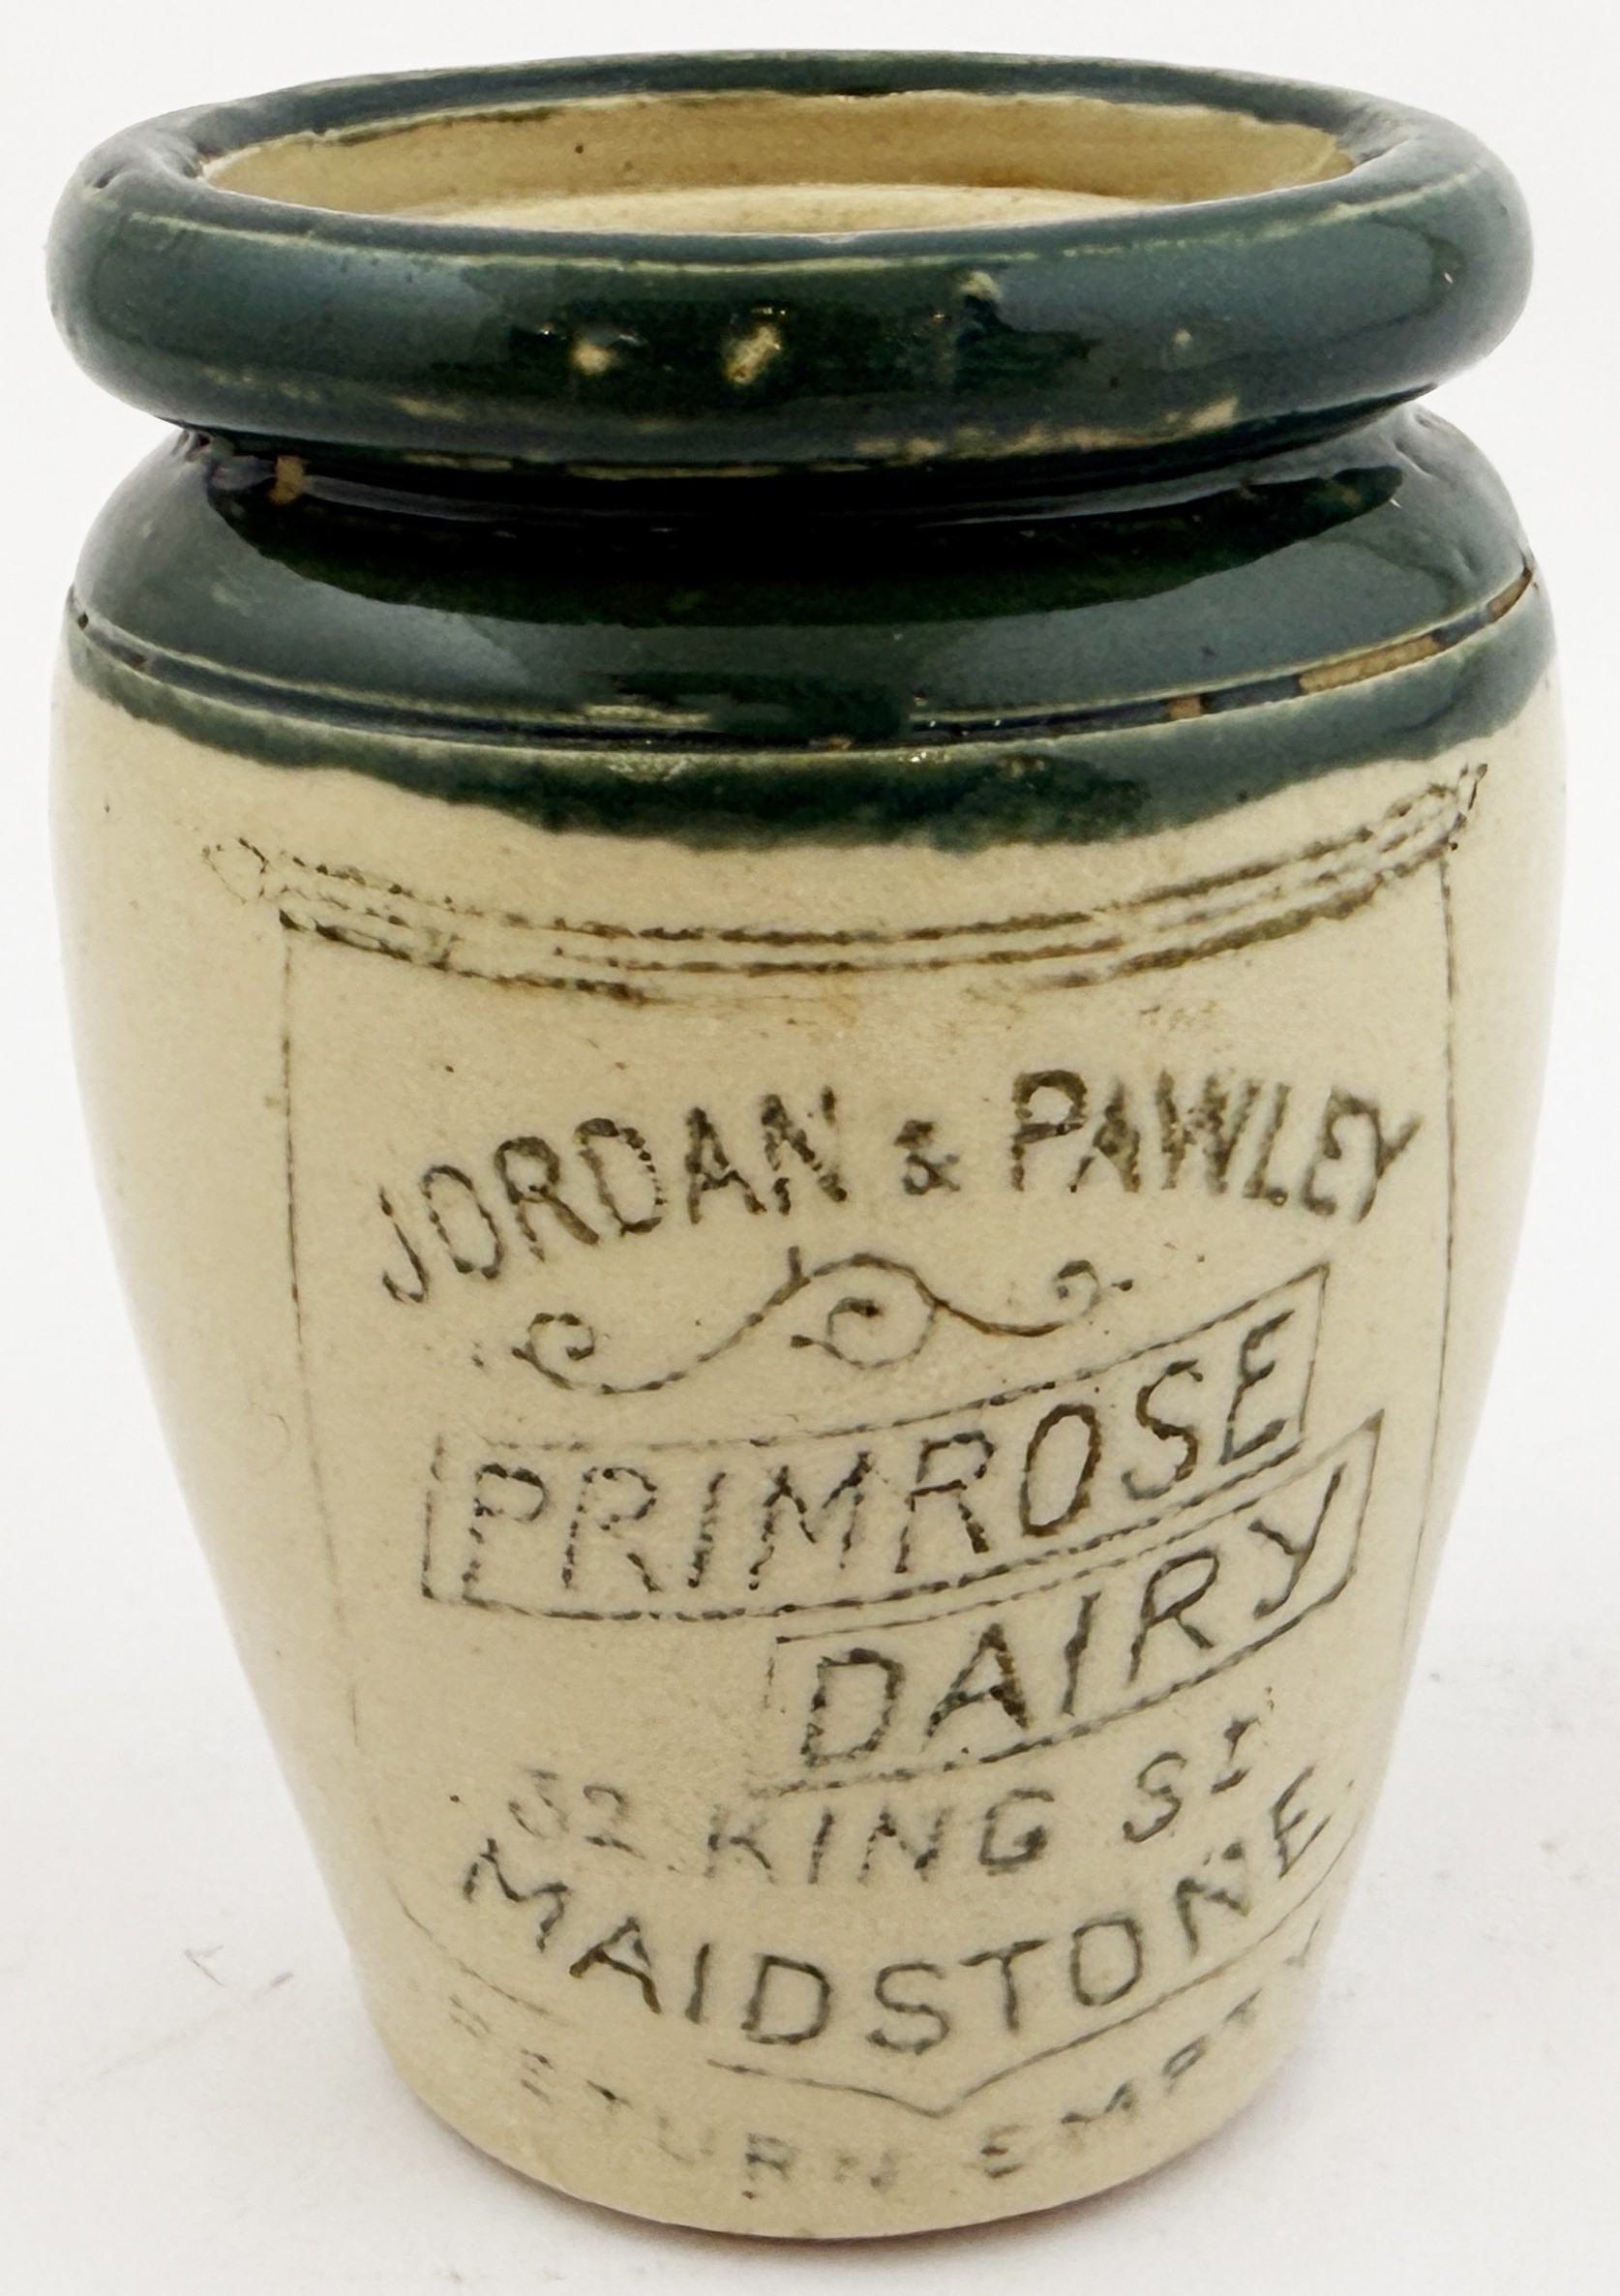 JORDAN & PAWLEY
PRIMROSE
DAIRY
32 KING ST
MAIDSTONE
RETURN EMPTY